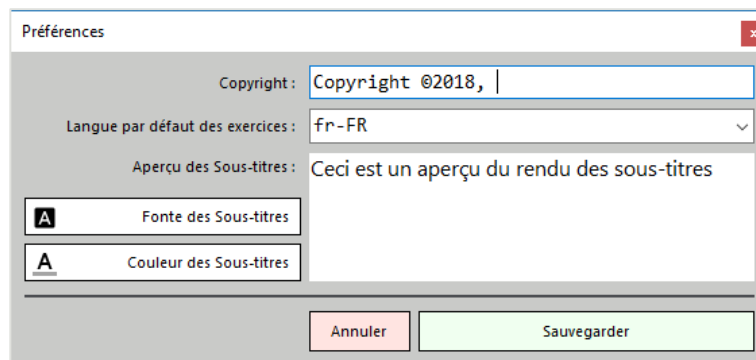 Préférences
x
Copyright :
Copyright ©2018,
Langue par défaut des exercices :
fr-FR
Aperçu des Sous-titres :
Ceci est un aperçu du rendu des sous-titres
A
Fonte des Sous-titres
A
Couleur des Sous-titres
Annuler
Sauvegarder